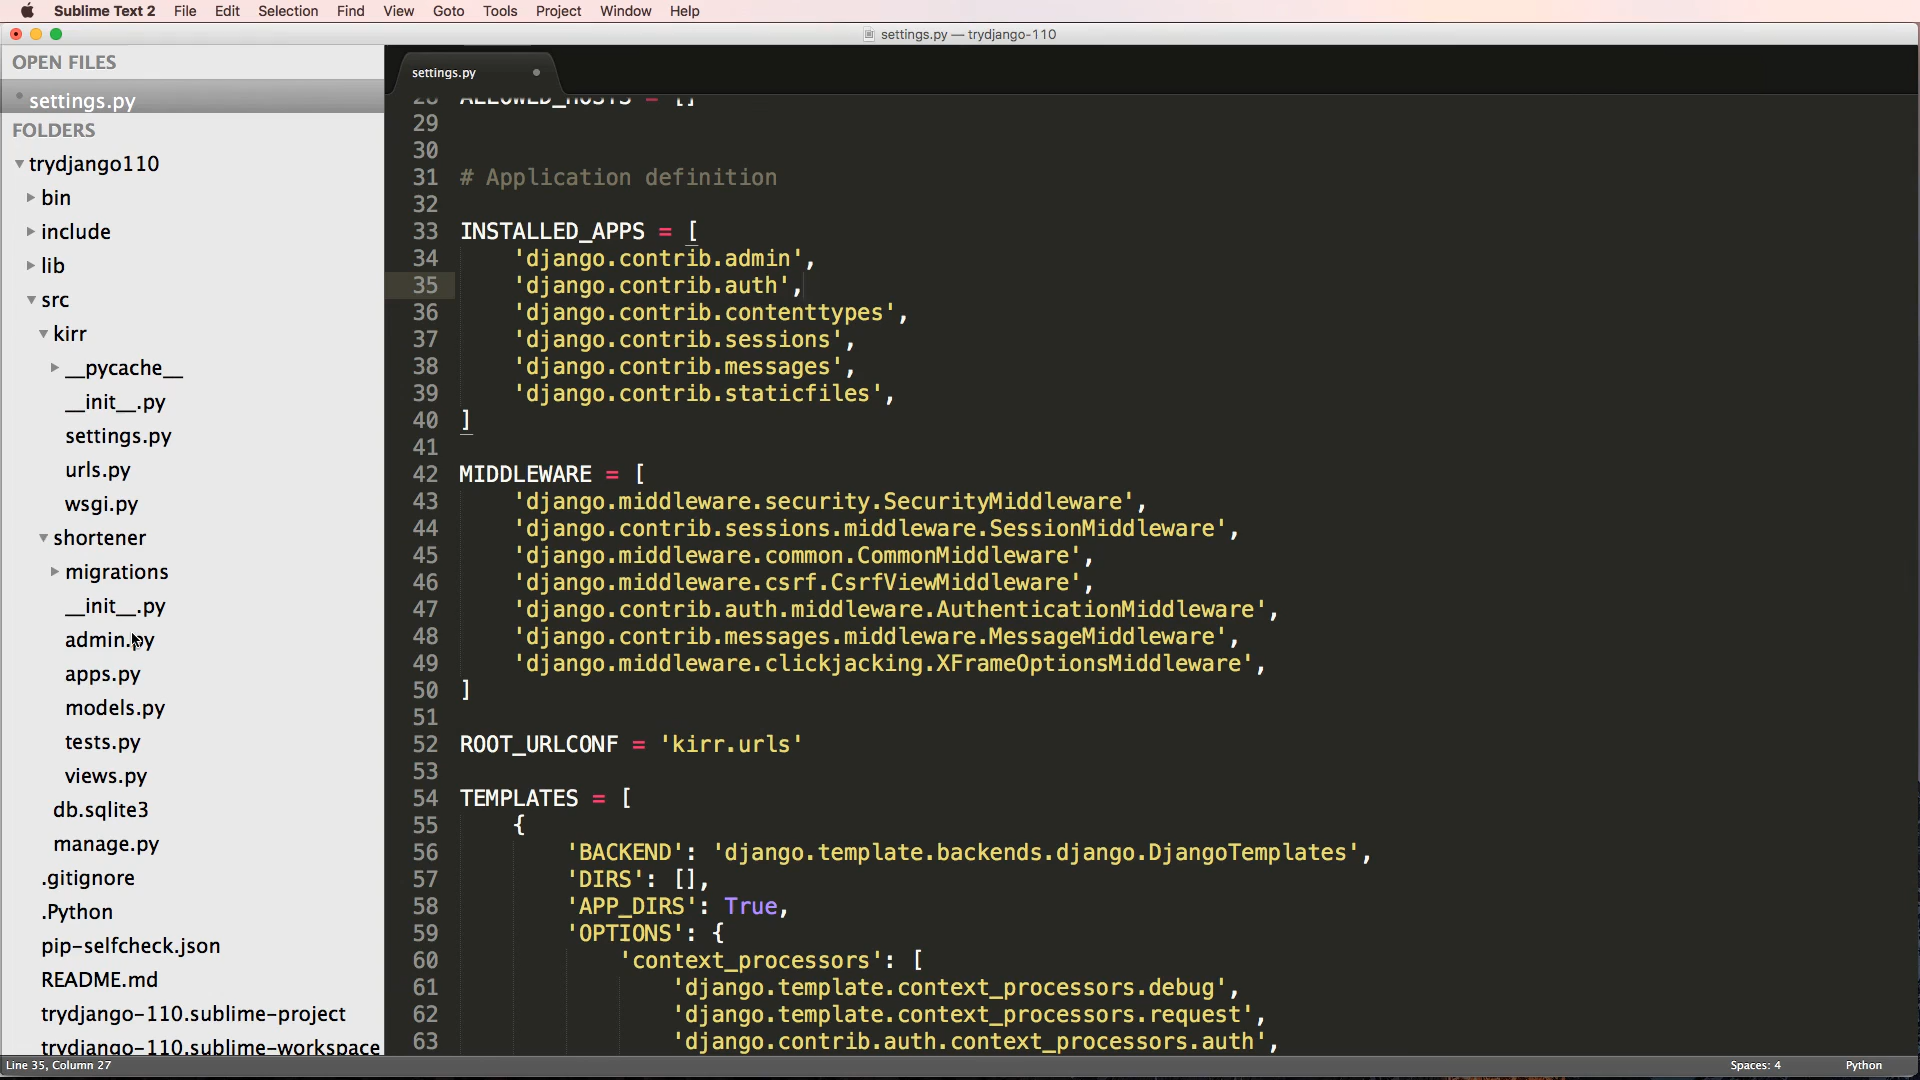 Sublime Text 2 File Edit Selection Find View Goto Tools Project Window Help
settings.py — trydjango-110
OPEN FILES
settings.py
FOLDERS
trydjango110
bin
include
lib
src
kirr
__pycache__
__init__.py
settings.py
urls.py
wsgi.py
shortener
migrations
__init__.py
admin.py
apps.py
models.py
tests.py
views.py
db.sqlite3
manage.py
.gitignore
.Python
pip-selfcheck.json
README.md
trydjango-110.sublime-project
trydjango-110.sublime-workspace
settings.py
28 ALLOWED_HOSTS = []
29
30
31 # Application definition
32
33 INSTALLED_APPS = [
34     'django.contrib.admin',
35     'django.contrib.auth',
36     'django.contrib.contenttypes',
37     'django.contrib.sessions',
38     'django.contrib.messages',
39     'django.contrib.staticfiles',
40 ]
41
42 MIDDLEWARE = [
43     'django.middleware.security.SecurityMiddleware',
44     'django.contrib.sessions.middleware.SessionMiddleware',
45     'django.middleware.common.CommonMiddleware',
46     'django.middleware.csrf.CsrfViewMiddleware',
47     'django.contrib.auth.middleware.AuthenticationMiddleware',
48     'django.contrib.messages.middleware.MessageMiddleware',
49     'django.middleware.clickjacking.XFrameOptionsMiddleware',
50 ]
51
52 ROOT_URLCONF = 'kirr.urls'
53
54 TEMPLATES = [
55     {
56         'BACKEND': 'django.template.backends.django.DjangoTemplates',
57         'DIRS': [],
58         'APP_DIRS': True,
59         'OPTIONS': {
60             'context_processors': [
61                 'django.template.context_processors.debug',
62                 'django.template.context_processors.request',
63                 'django.contrib.auth.context_processors.auth',
Line 35, Column 27
Spaces: 4 Python